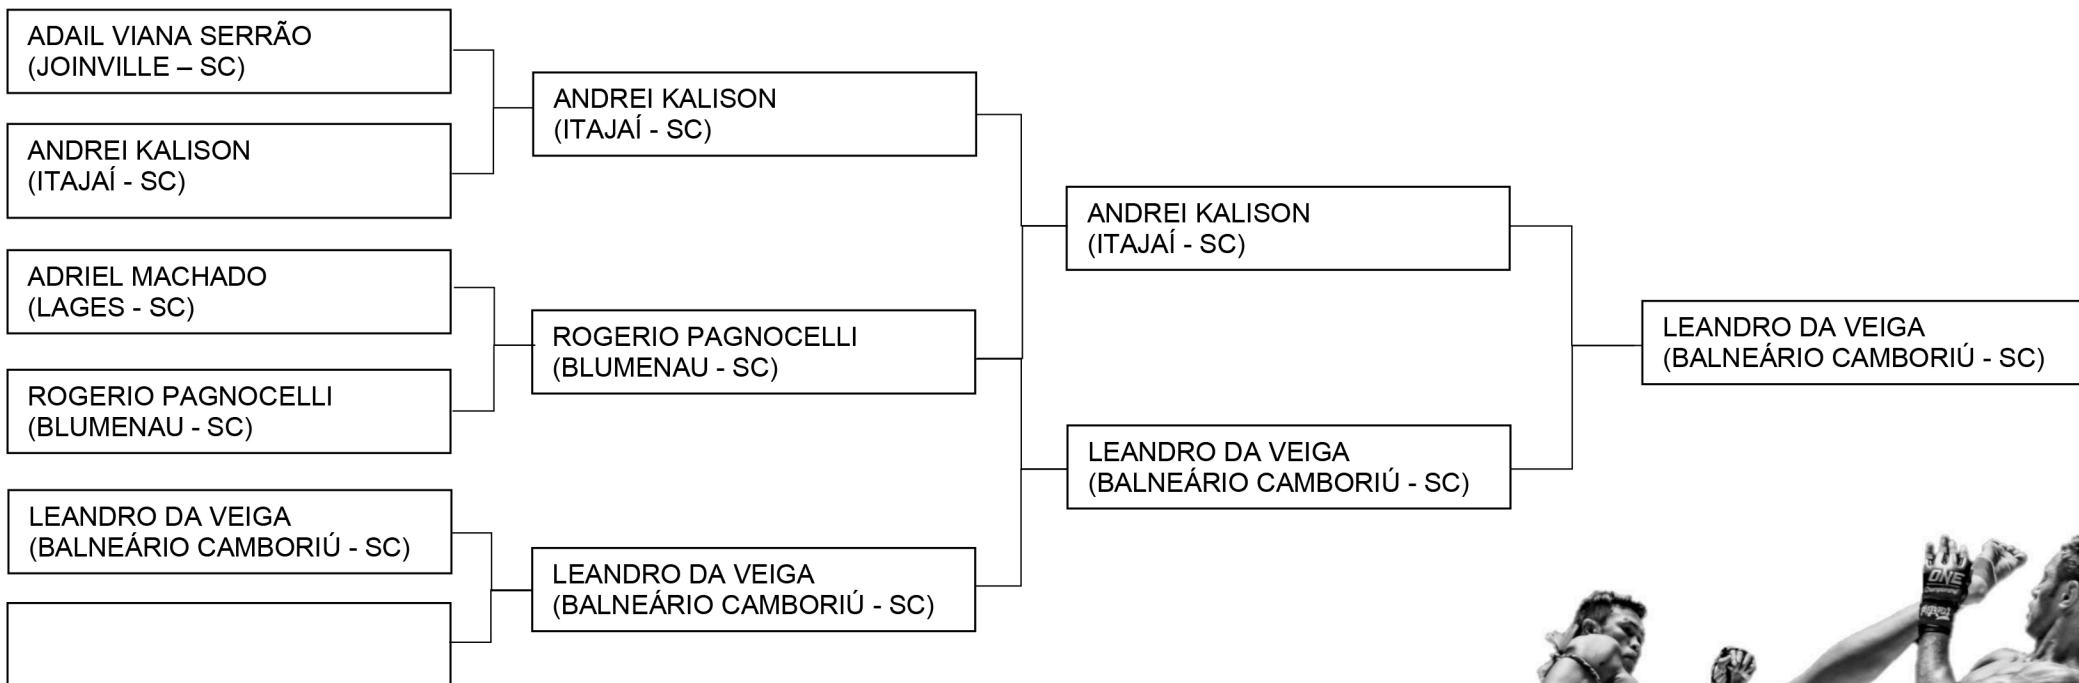 ADAIL VIANA SERRÃO
(JOINVILLE – SC)
ANDREI KALISON
(ITAJAÍ - SC)
ADRIEL MACHADO
(LAGES - SC)
ROGERIO PAGNOCELLI
(BLUMENAU - SC)
LEANDRO DA VEIGA
(BALNEÁRIO CAMBORIÚ - SC)
ANDREI KALISON
(ITAJAÍ - SC)
ROGERIO PAGNOCELLI
(BLUMENAU - SC)
LEANDRO DA VEIGA
(BALNEÁRIO CAMBORIÚ - SC)
ANDREI KALISON
(ITAJAÍ - SC)
LEANDRO DA VEIGA
(BALNEÁRIO CAMBORIÚ - SC)
LEANDRO DA VEIGA
(BALNEÁRIO CAMBORIÚ - SC)
ONE